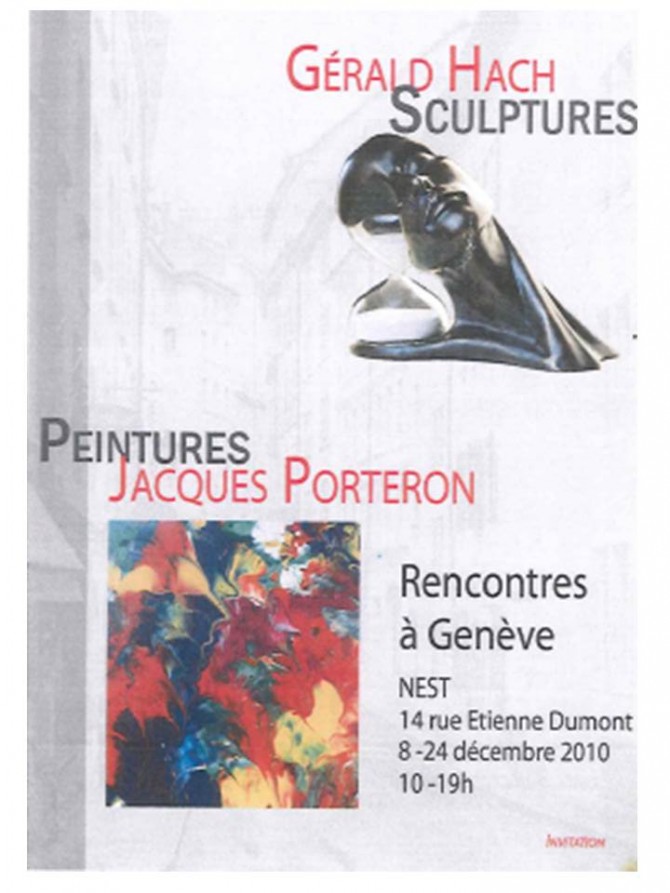 GÉRALD HACH
SCULPTURES
PEINTURES
JACQUES PORTERON
Rencontres
à Genève
NEST
14 rue Etienne Dumont
8 -24 décembre 2010
10 -19h
INVITATION